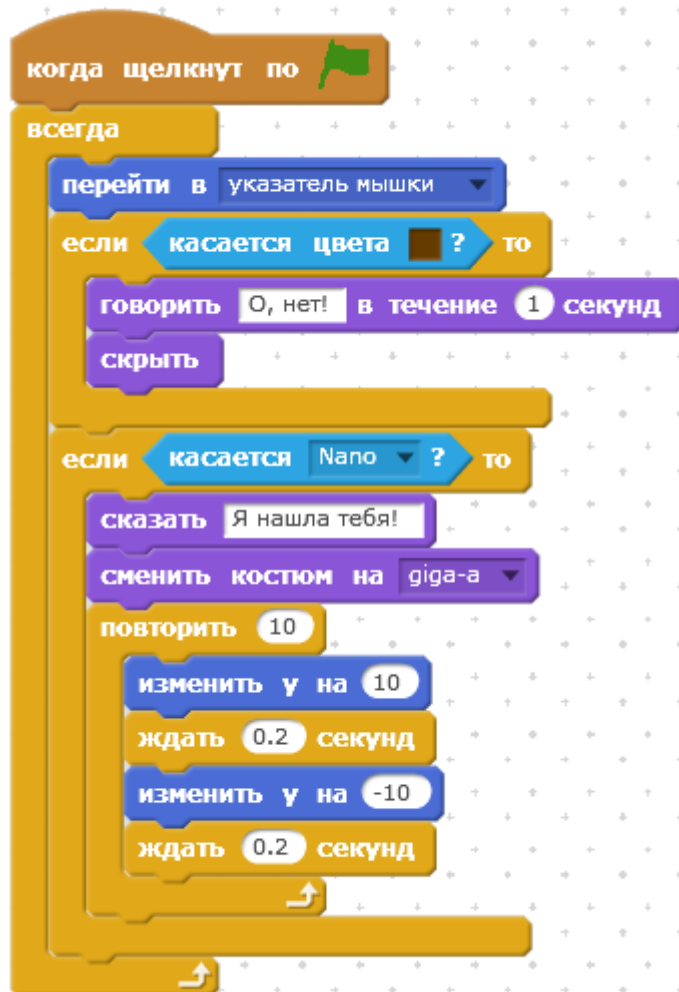 когда щелкнут по
всегда
перейти в указатель мышки
если касается цвета ? то
говорить О, нет! в течение 1 секунд
скрыть
если касается Nano ? то
сказать Я нашла тебя!
сменить костюм на giga-a
повторить 10
изменить y на 10
ждать 0.2 секунд
изменить y на -10
ждать 0.2 секунд